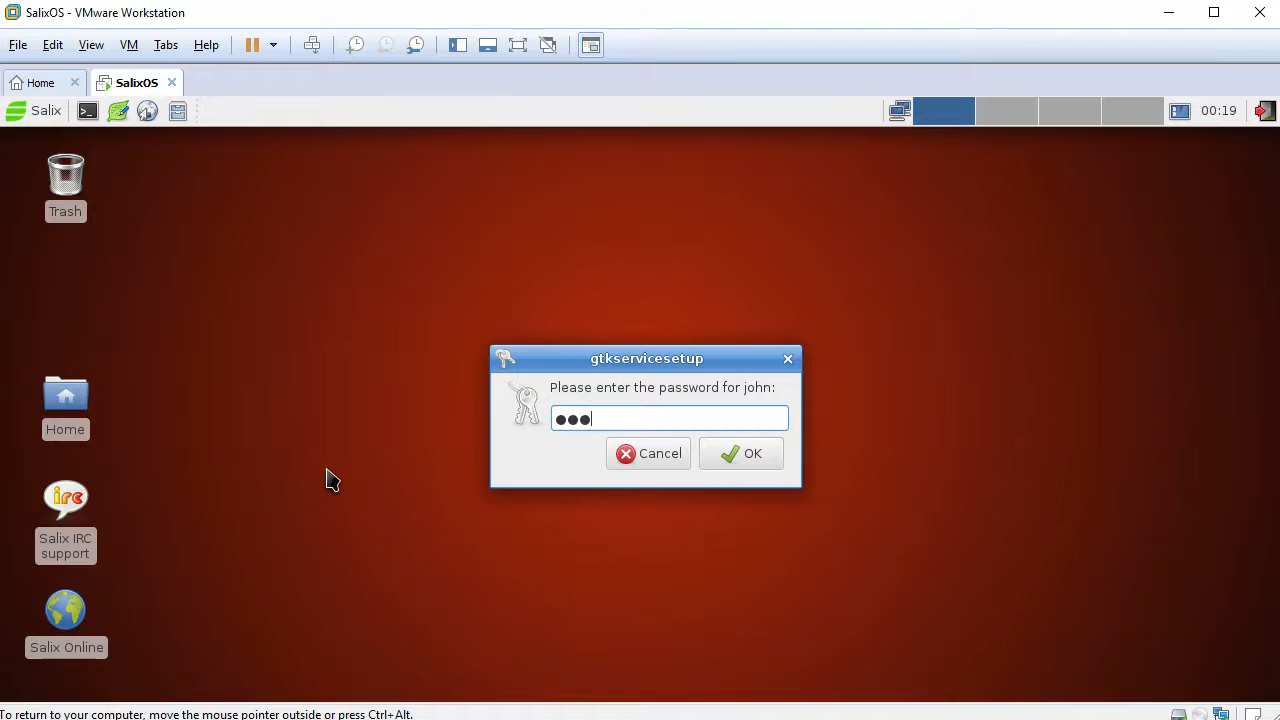 SalixOS - VMware Workstation
File Edit View VM Tabs Help
Home SalixOS
Salix 00:19
Trash
gtkservicesetup
Please enter the password for john:
Cancel OK
Home
irc
Salix IRC
support
Salix Online
To return to your computer, move the mouse pointer outside or press Ctrl+Alt.